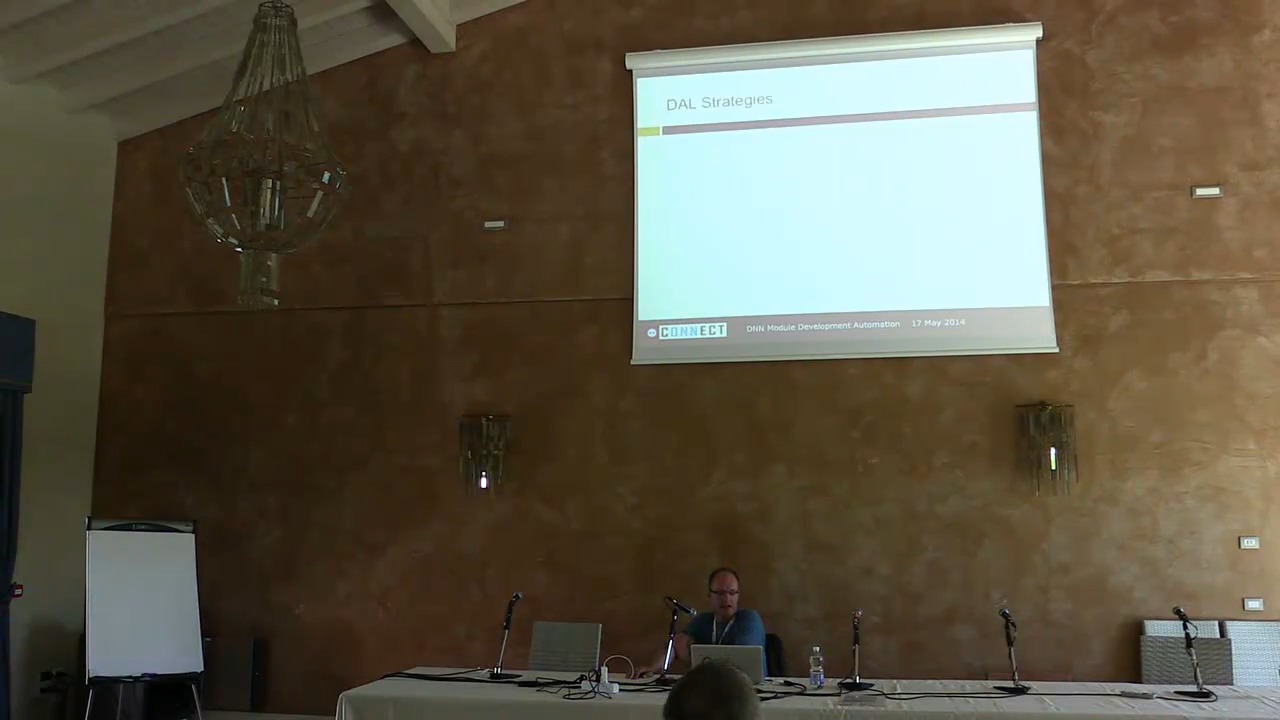 DAL Strategies
CONNECT DNN Module Development Automation 17 May 2014